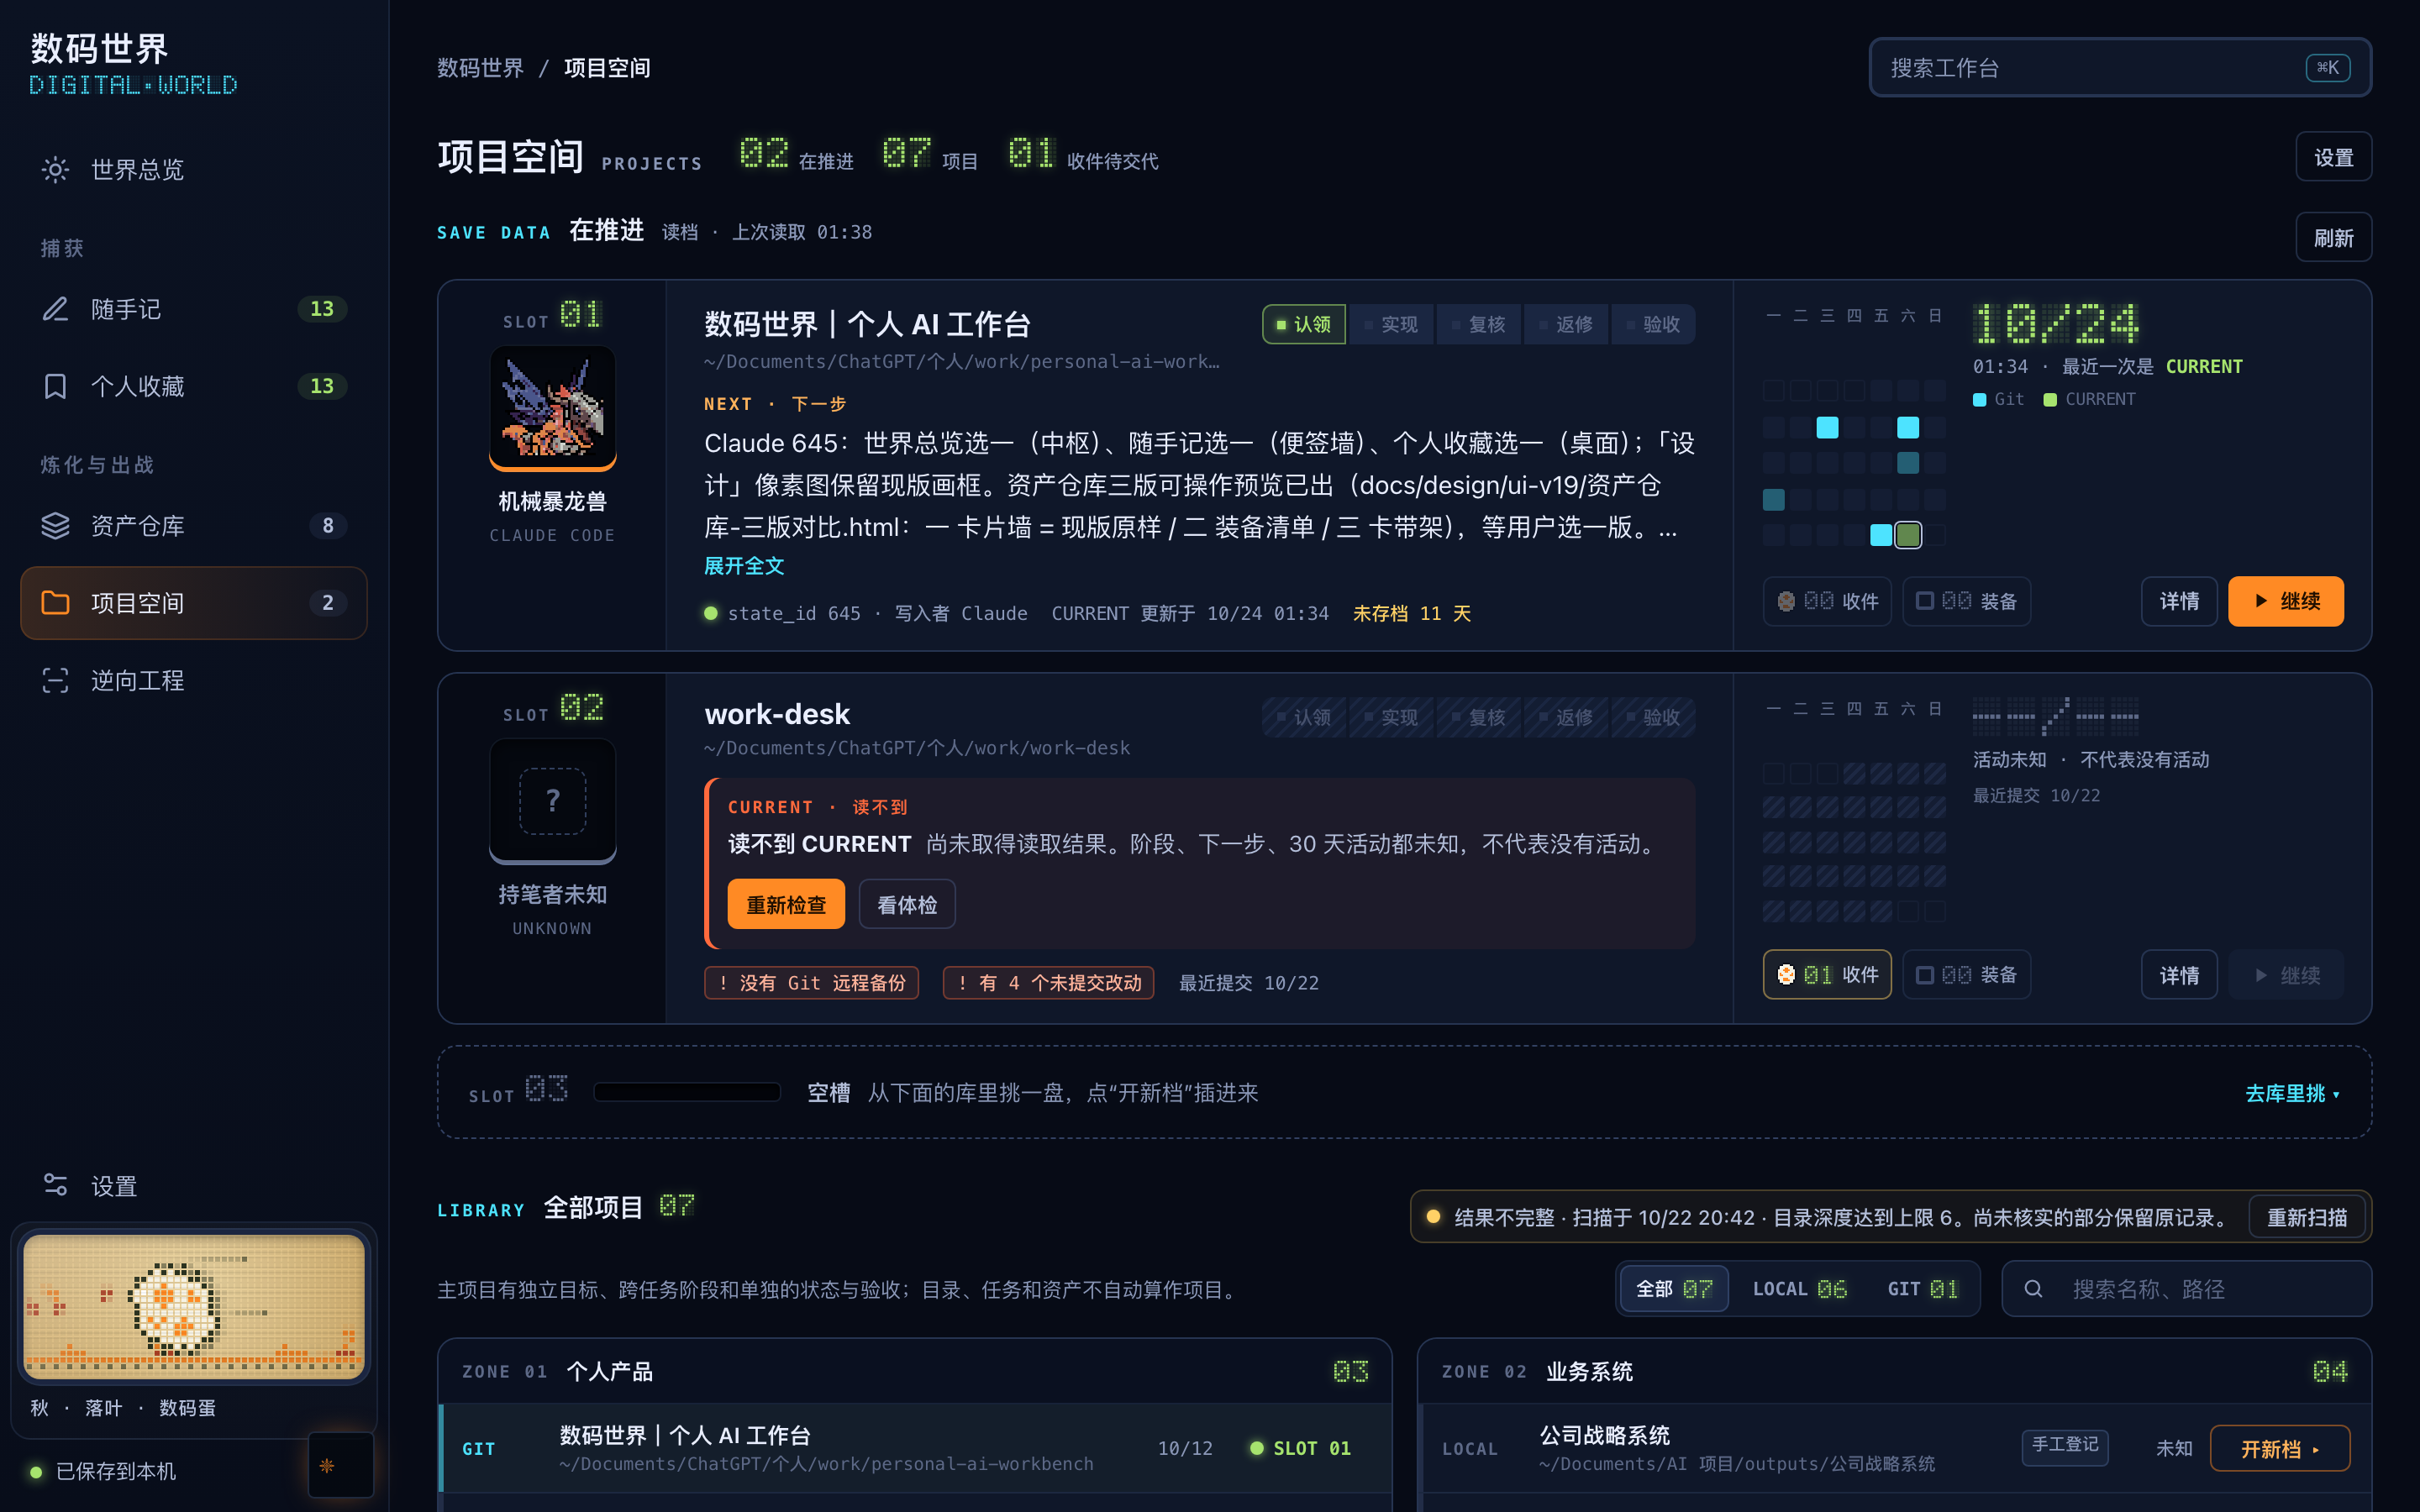 数码世界
DIGITAL·WORLD
世界总览
捕获
随手记 13
个人收藏 13
炼化与出战
资产仓库 8
项目空间 2
逆向工程
设置
秋 · 落叶 · 数码蛋
已保存到本机
数码世界 / 项目空间
搜索工作台 ⌘K
项目空间 PROJECTS 02 在推进 07 项目 01 收件待交代
设置
SAVE DATA 在推进 读档 · 上次读取 01:38
刷新
SLOT 01
机械暴龙兽
CLAUDE CODE
数码世界｜个人 AI 工作台
认领 实现 复核 返修 验收
~/Documents/ChatGPT/个人/work/personal-ai-work…
NEXT · 下一步
Claude 645：世界总览选一（中枢）、随手记选一（便签墙）、个人收藏选一（桌面）；「设
计」像素图保留现版画框。资产仓库三版可操作预览已出（docs/design/ui-v19/资产仓
库-三版对比.html：一 卡片墙 = 现版原样 / 二 装备清单 / 三 卡带架），等用户选一版。…
展开全文
state_id 645 · 写入者 Claude CURRENT 更新于 10/24 01:34 未存档 11 天
一 二 三 四 五 六 日
10/24
01:34 · 最近一次是 CURRENT
Git CURRENT
00 收件 00 装备 详情 继续
SLOT 02
?
持笔者未知
UNKNOWN
work-desk
认领 实现 复核 返修 验收
~/Documents/ChatGPT/个人/work/work-desk
CURRENT · 读不到
读不到 CURRENT 尚未取得读取结果。阶段、下一步、30 天活动都未知，不代表没有活动。
重新检查 看体检
! 没有 Git 远程备份 ! 有 4 个未提交改动 最近提交 10/22
一 二 三 四 五 六 日
--/--
活动未知 · 不代表没有活动
最近提交 10/22
01 收件 00 装备 详情 继续
SLOT 03 空槽 从下面的库里挑一盘，点“开新档”插进来 去库里挑 ▾
LIBRARY 全部项目 07
结果不完整 · 扫描于 10/22 20:42 · 目录深度达到上限 6。尚未核实的部分保留原记录。 重新扫描
主项目有独立目标、跨任务阶段和单独的状态与验收；目录、任务和资产不自动算作项目。
全部 07 LOCAL 06 GIT 01
搜索名称、路径
ZONE 01 个人产品 03
GIT 数码世界｜个人 AI 工作台 10/12 SLOT 01
~/Documents/ChatGPT/个人/work/personal-ai-workbench
ZONE 02 业务系统 04
LOCAL 公司战略系统 手工登记 未知 开新档 ▸
~/Documents/AI 项目/outputs/公司战略系统